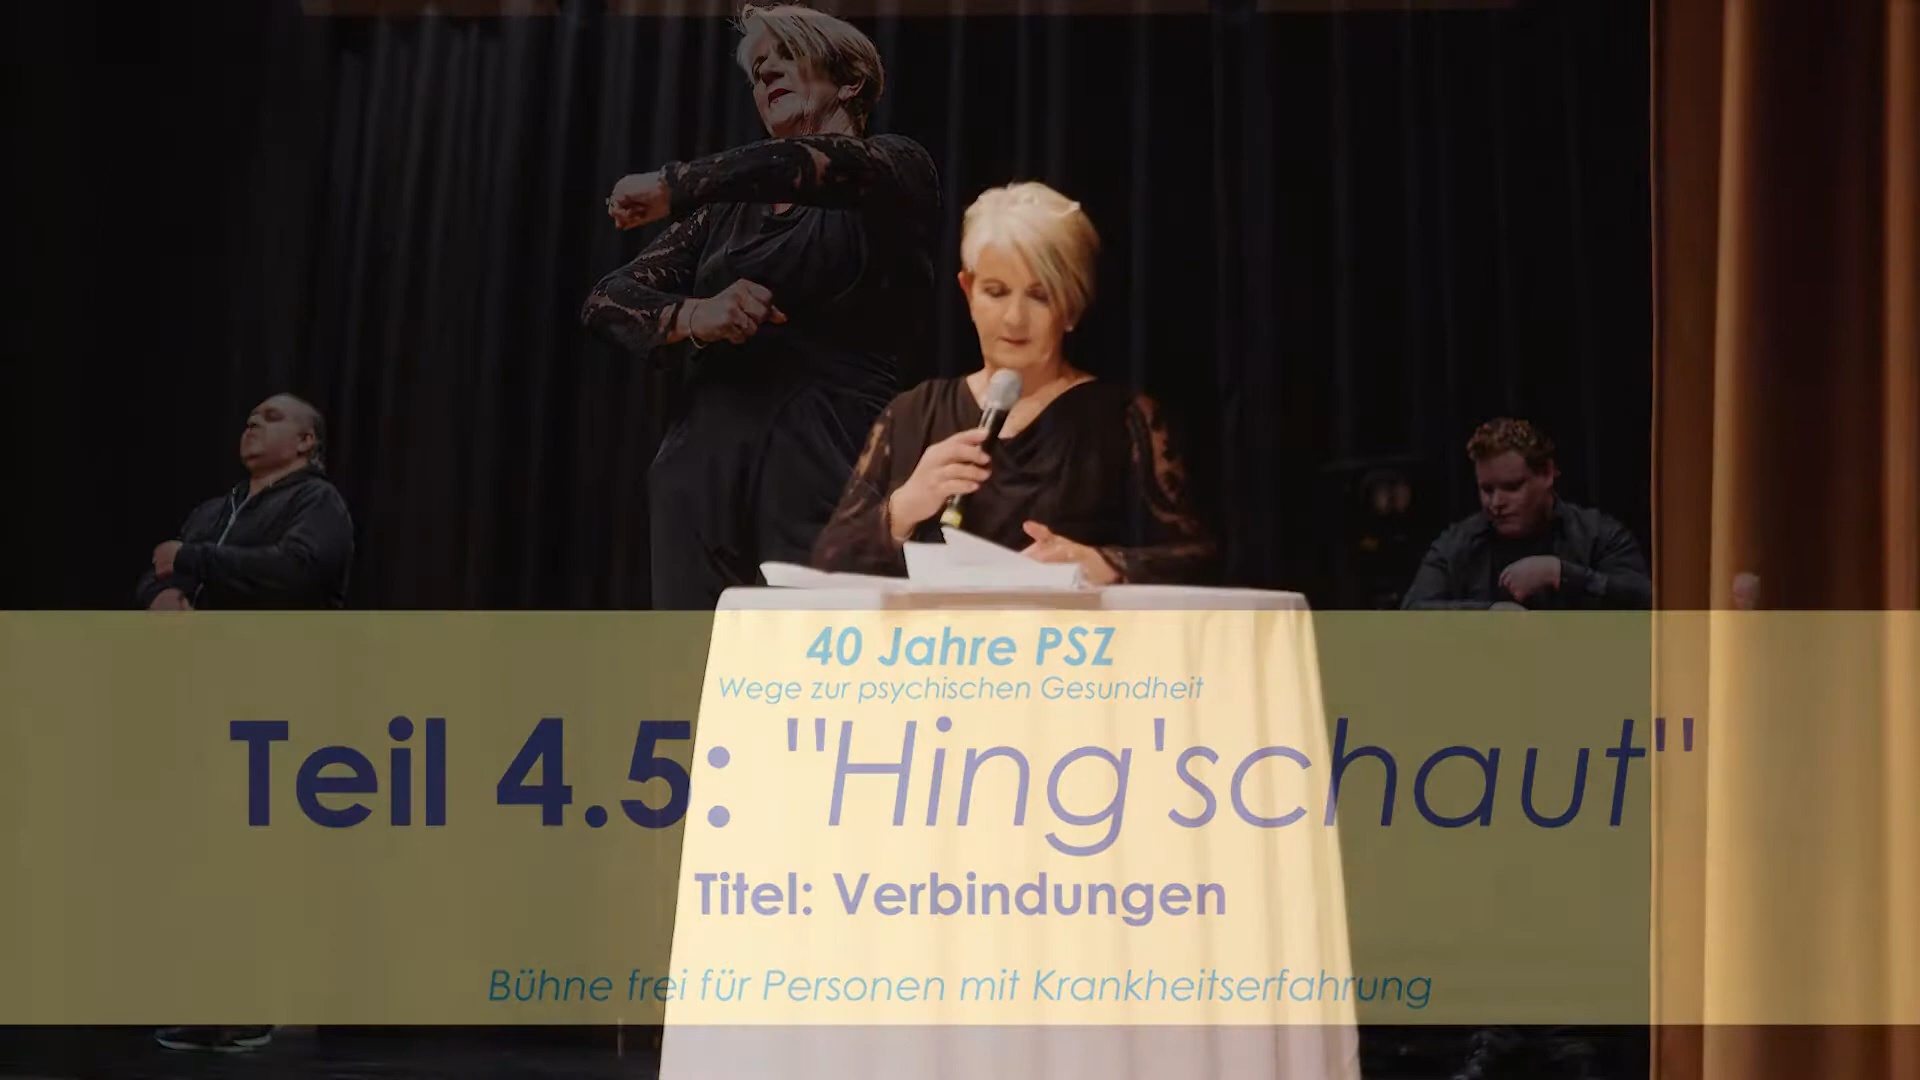 40 Jahre PSZ
Wege zur psychischen Gesundheit
Teil 4.5: "Hing'schaut"
Titel: Verbindungen
Bühne frei für Personen mit Krankheitserfahrung